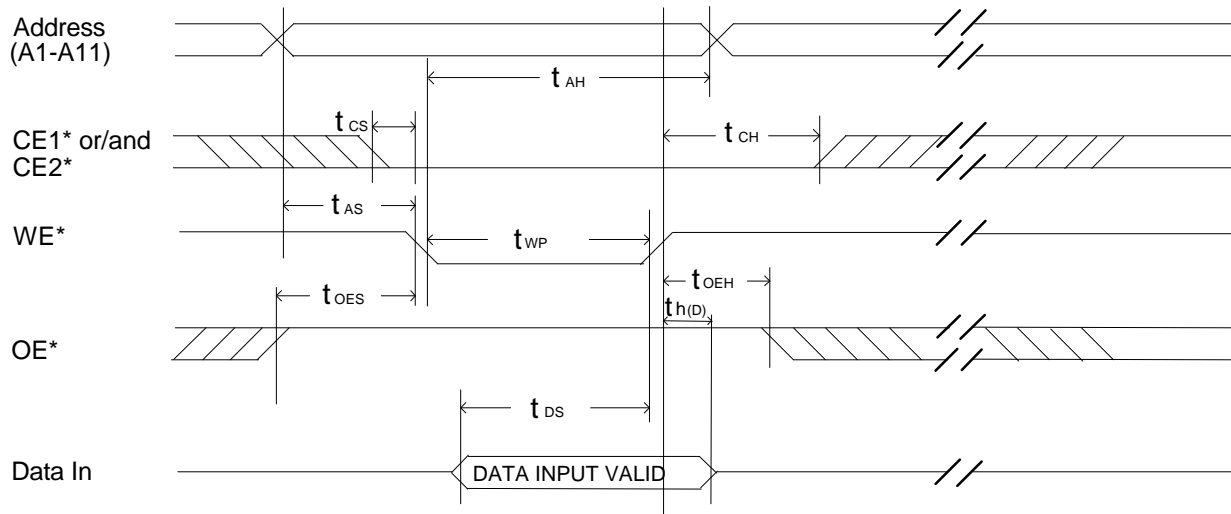 Address
(A1-A11)
t AH
t CS
CE1* or/and
CE2*
t CH
t AS
WE*
t WP
t OES
t OEH
t h(D)
OE*
t DS
Data In
DATA INPUT VALID